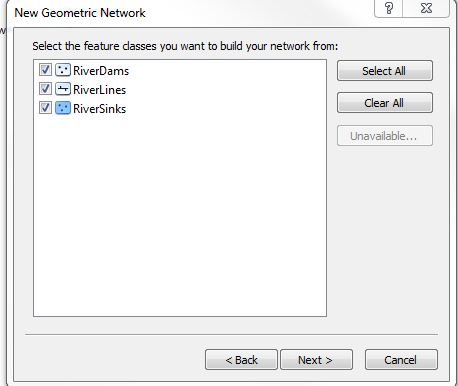 New Geometric Network
?
Select the feature classes you want to build your network from:
RiverDams
RiverLines
RiverSinks
Select All
Clear All
Unavailable...
< Back
Next >
Cancel